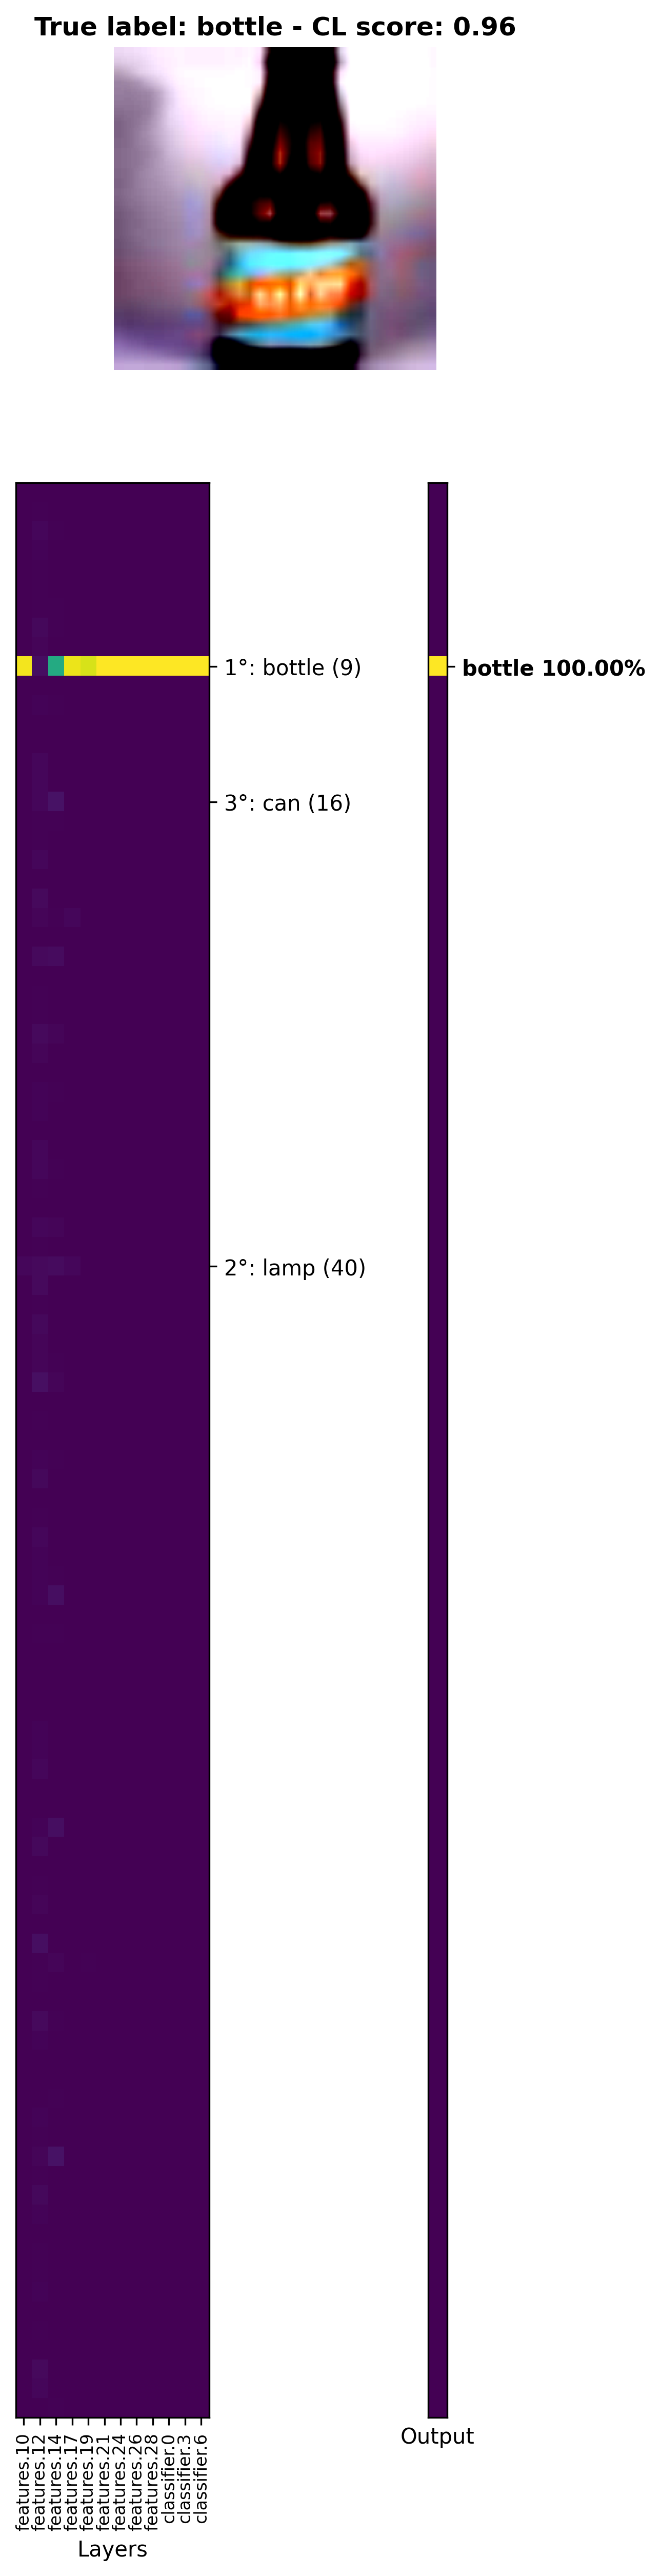 True label: bottle - CL score: 0.96
1°: bottle (9)
bottle 100.00%
3°: can (16)
2°: lamp (40)
features.10
features.12
features.14
features.17
features.19
features.21
features.24
features.26
features.28
classifier.0
classifier.3
classifier.6
Layers
Output